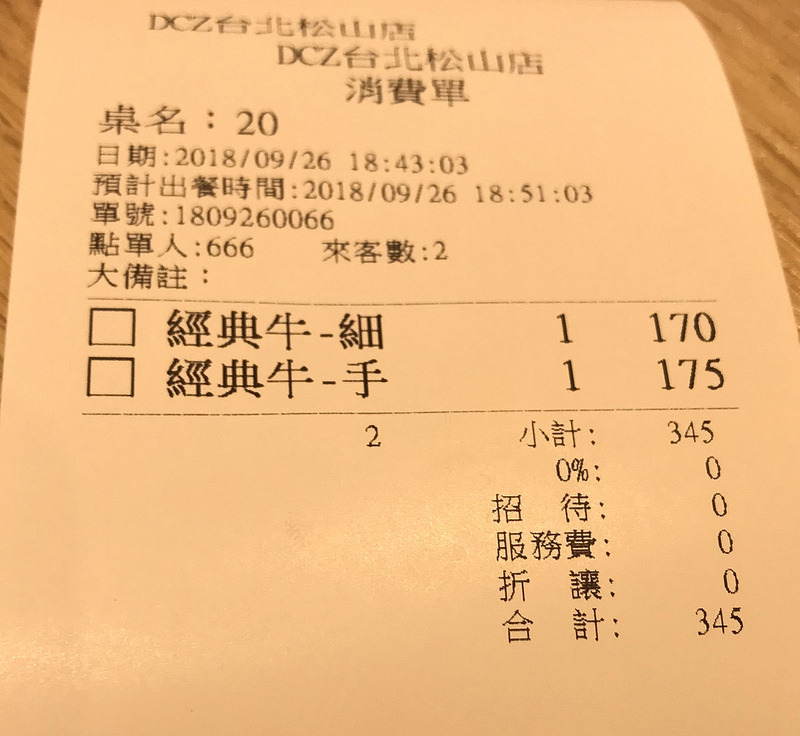 DCZ台北松山店
DCZ台北松山店
消費單
桌名：20
日期:2018/09/26 18:43:03
預計出餐時間:2018/09/26 18:51:03
單號:1809260066
點單人:666 來客數:2
大備註：
經典牛-細 1 170
經典牛-手 1 175
2 小計: 345
0%: 0
招 待: 0
服務費: 0
折 讓: 0
合 計: 345